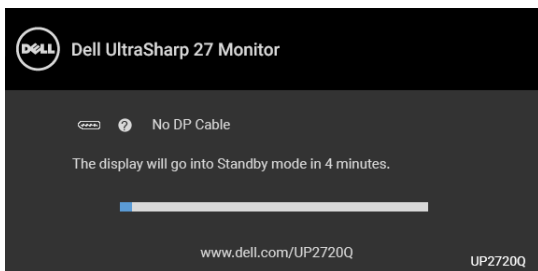 DELL Dell UltraSharp 27 Monitor
? No DP Cable
The display will go into Standby mode in 4 minutes.
www.dell.com/UP2720Q
UP2720Q